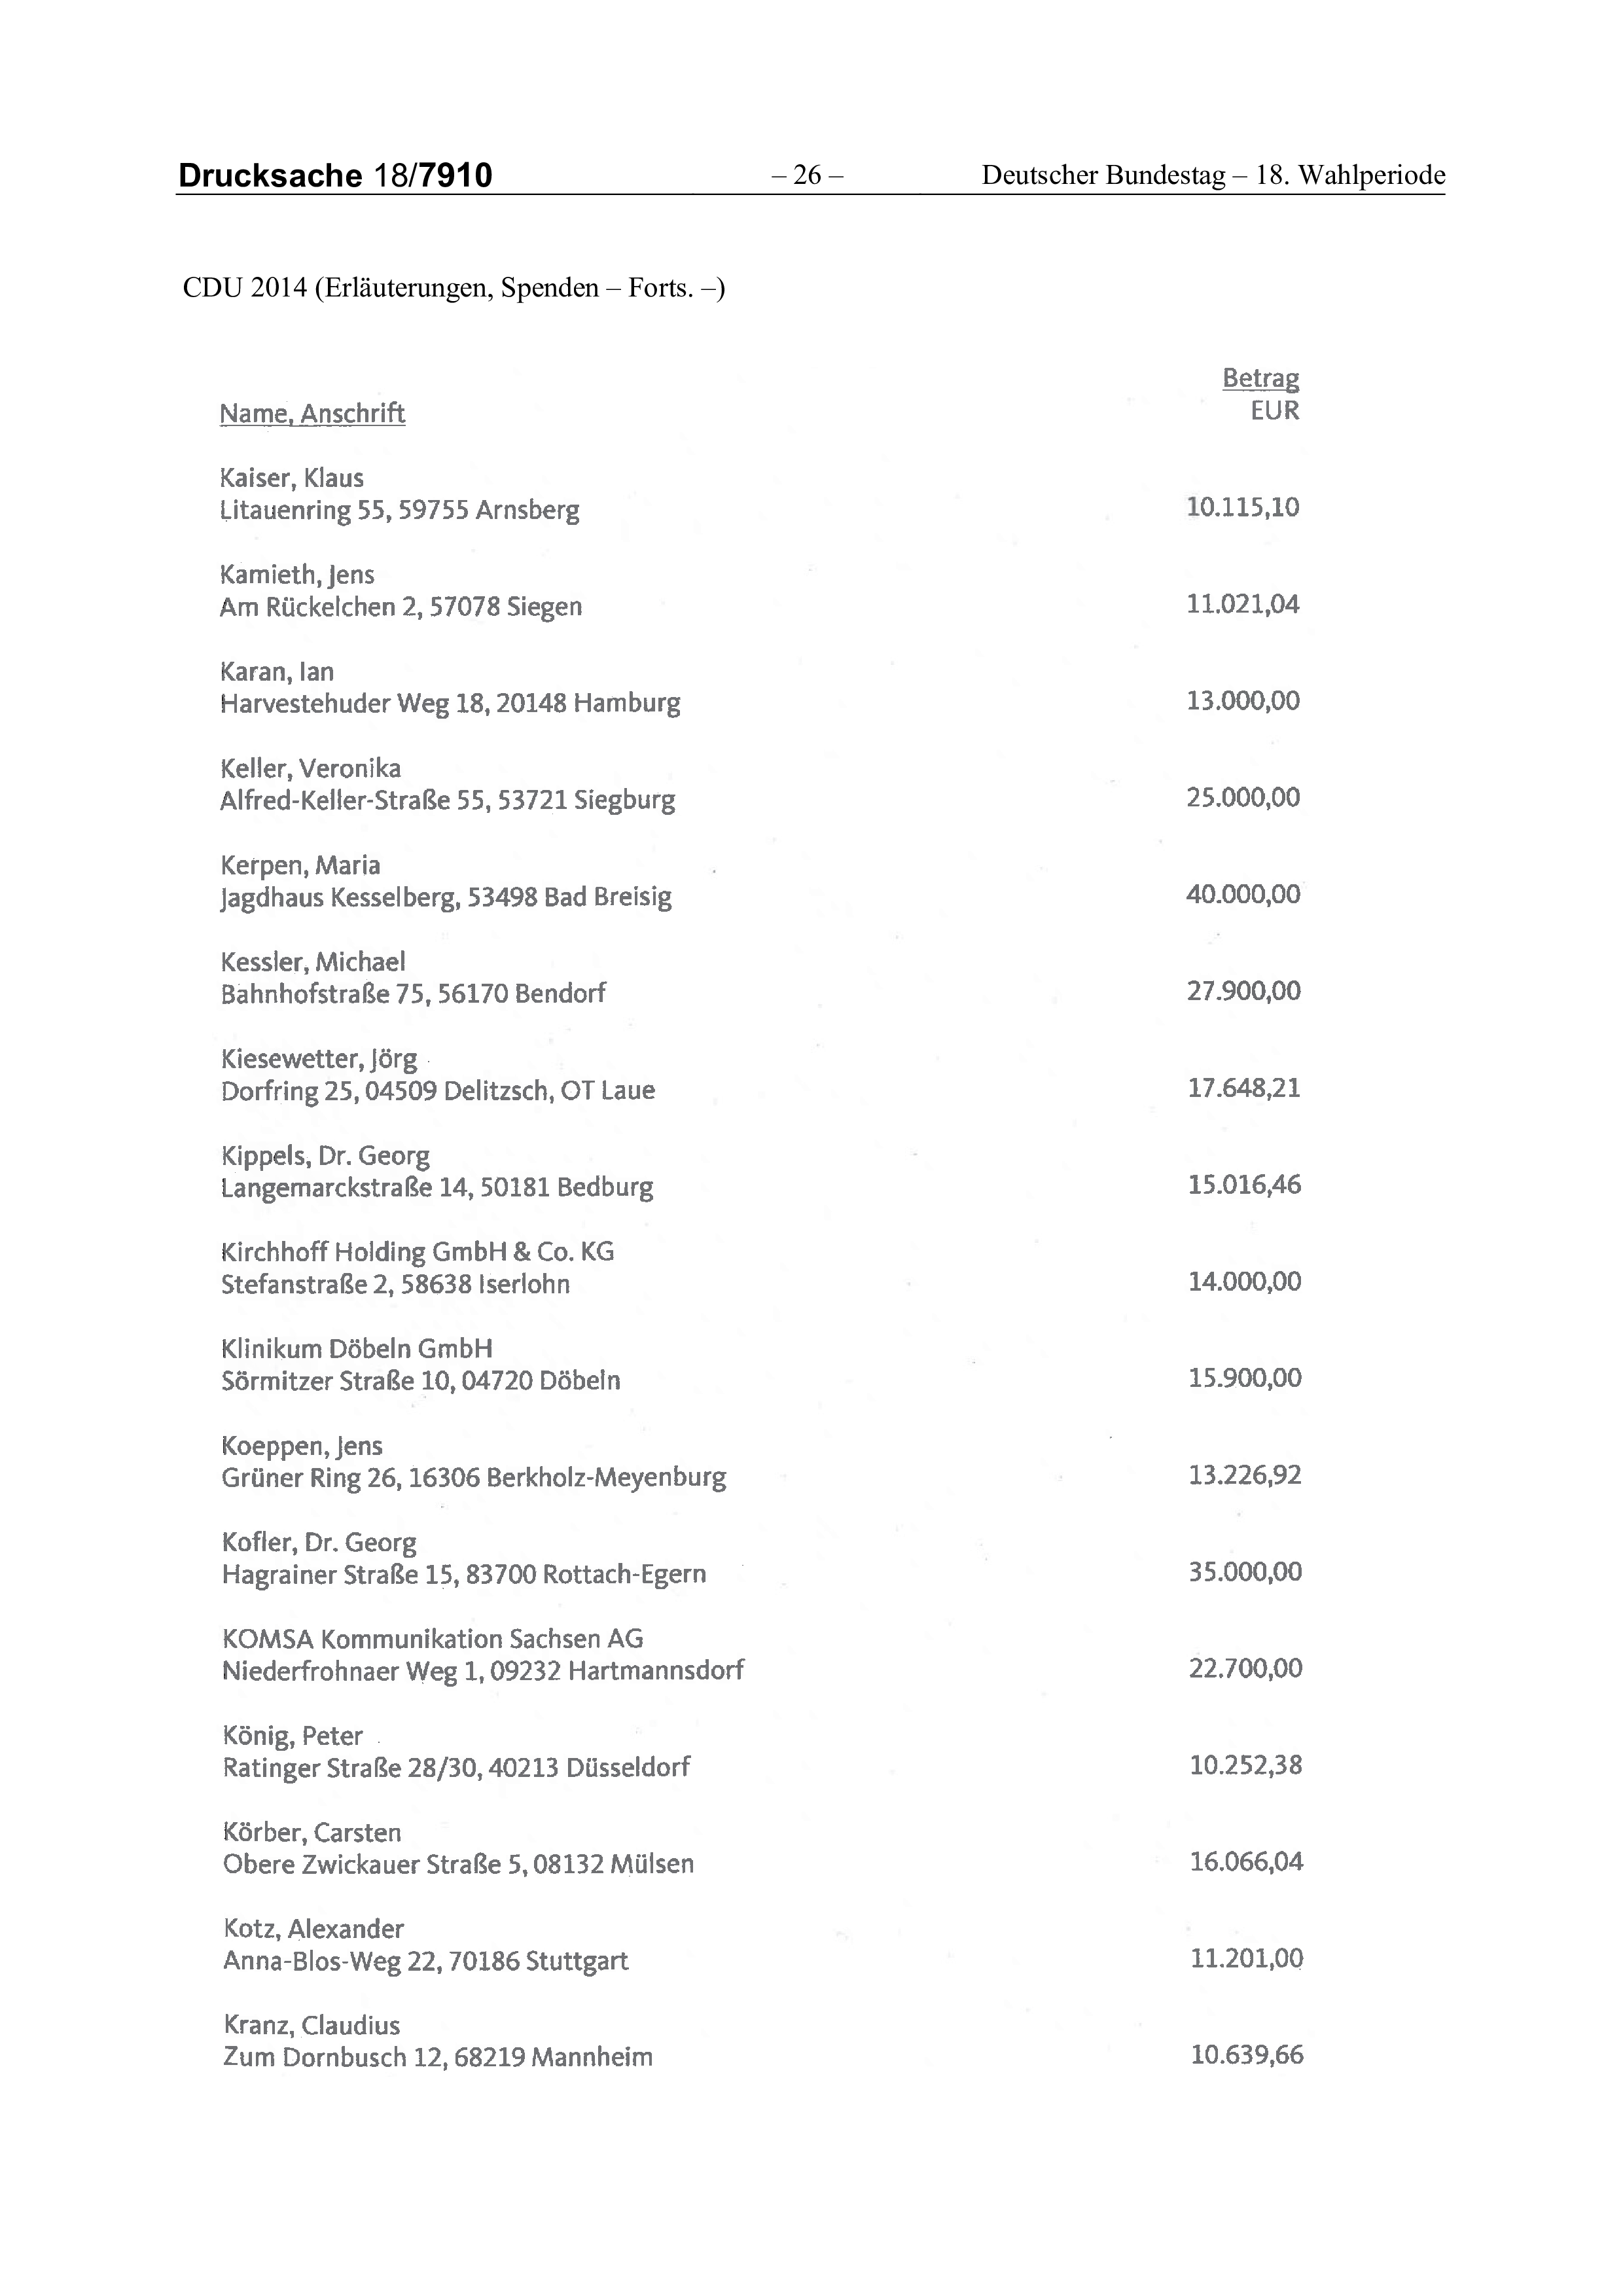 Drucksache 18/7910 – 26 – Deutscher Bundestag – 18. Wahlperiode
CDU 2014 (Erläuterungen, Spenden – Forts. –)
Betrag
Name, Anschrift EUR
Kaiser, Klaus
Litauenring 55, 59755 Arnsberg 10.115,10
Kamieth, Jens
Am Rückelchen 2, 57078 Siegen 11.021,04
Karan, Ian
Harvestehuder Weg 18, 20148 Hamburg 13.000,00
Keller, Veronika
Alfred-Keller-Straße 55, 53721 Siegburg 25.000,00
Kerpen, Maria
Jagdhaus Kesselberg, 53498 Bad Breisig 40.000,00
Kessler, Michael
Bahnhofstraße 75, 56170 Bendorf 27.900,00
Kiesewetter, Jörg
Dorfring 25, 04509 Delitzsch, OT Laue 17.648,21
Kippels, Dr. Georg
Langemarckstraße 14, 50181 Bedburg 15.016,46
Kirchhoff Holding GmbH & Co. KG
Stefanstraße 2, 58638 Iserlohn 14.000,00
Klinikum Döbeln GmbH
Sörmitzer Straße 10, 04720 Döbeln 15.900,00
Koeppen, Jens
Grüner Ring 26, 16306 Berkholz-Meyenburg 13.226,92
Kofler, Dr. Georg
Hagrainer Straße 15, 83700 Rottach-Egern 35.000,00
KOMSA Kommunikation Sachsen AG
Niederfrohnaer Weg 1, 09232 Hartmannsdorf 22.700,00
König, Peter
Ratinger Straße 28/30, 40213 Düsseldorf 10.252,38
Körber, Carsten
Obere Zwickauer Straße 5, 08132 Mülsen 16.066,04
Kotz, Alexander
Anna-Blos-Weg 22, 70186 Stuttgart 11.201,00
Kranz, Claudius
Zum Dornbusch 12, 68219 Mannheim 10.639,66